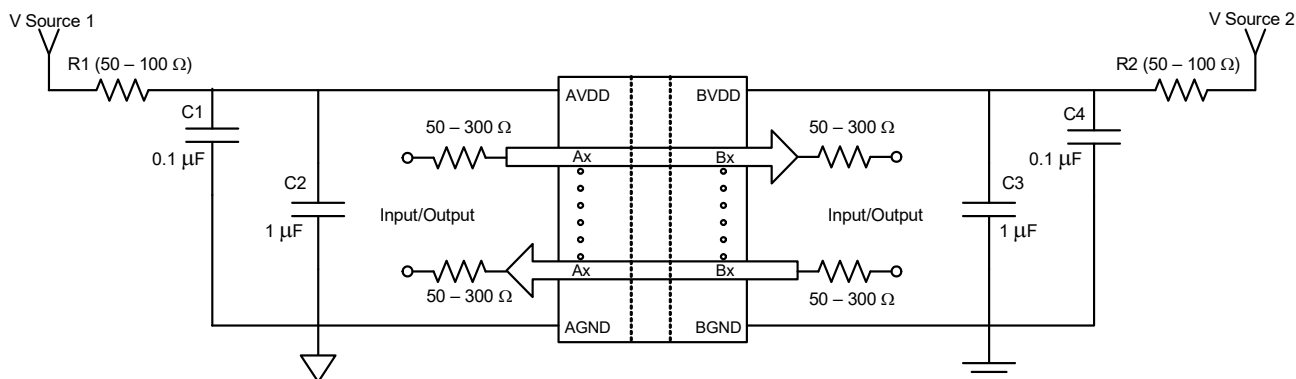 V Source 1
V Source 2
R1 (50 – 100 Ω)
R2 (50 – 100 Ω)
AVDD
BVDD
C1
C4
50 – 300 Ω
50 – 300 Ω
0.1 μF
Ax
Bx
0.1 μF
C2
C3
Input/Output
Input/Output
1 μF
1 μF
Ax
Bx
50 – 300 Ω
50 – 300 Ω
AGND
BGND